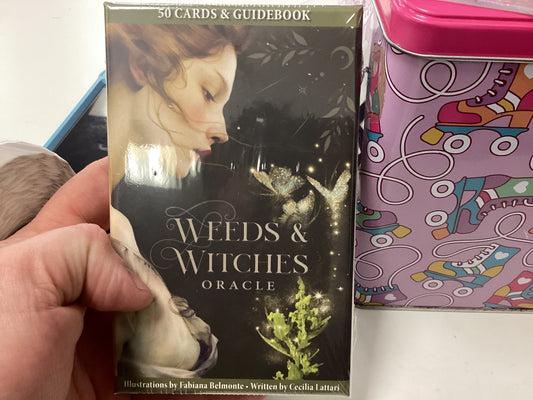 50 CARDS & GUIDEBOOK
WEEDS &
WITCHES
ORACLE
Illustrations by Fabiana Belmonte • Written by Cecilia Lattari